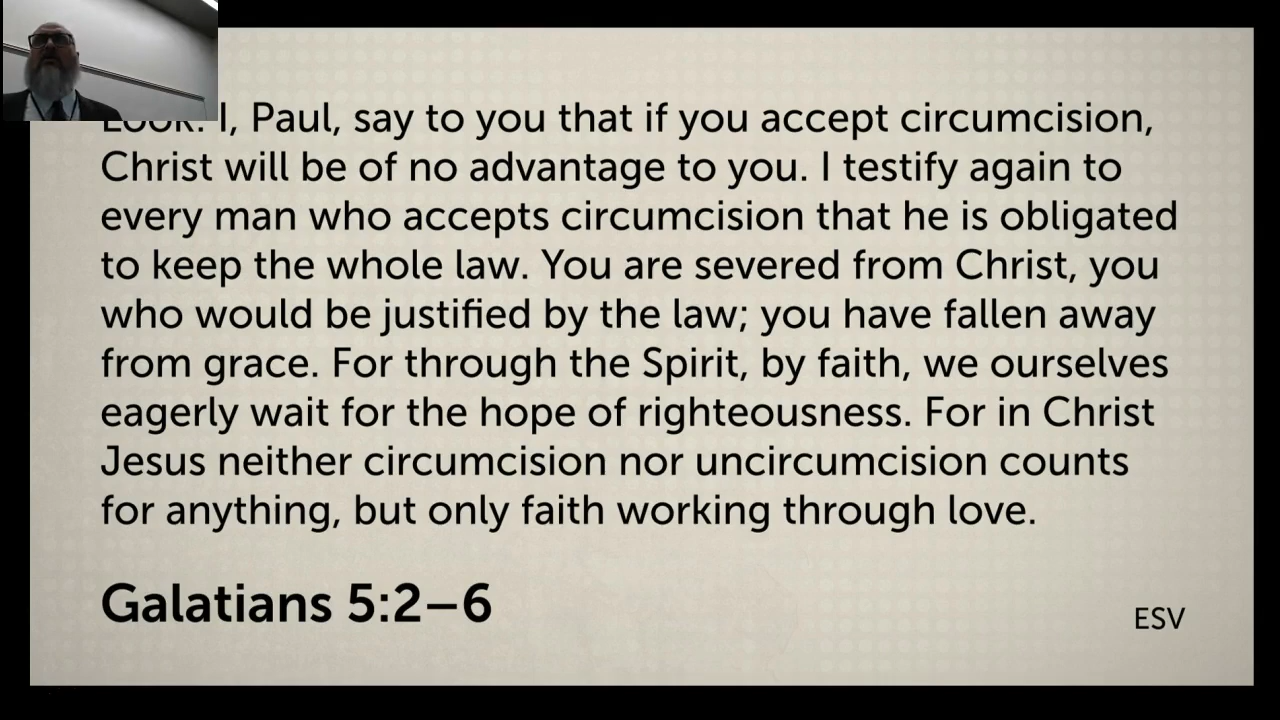 Look: I, Paul, say to you that if you accept circumcision,
Christ will be of no advantage to you. I testify again to
every man who accepts circumcision that he is obligated
to keep the whole law. You are severed from Christ, you
who would be justified by the law; you have fallen away
from grace. For through the Spirit, by faith, we ourselves
eagerly wait for the hope of righteousness. For in Christ
Jesus neither circumcision nor uncircumcision counts
for anything, but only faith working through love.
Galatians 5:2–6
ESV